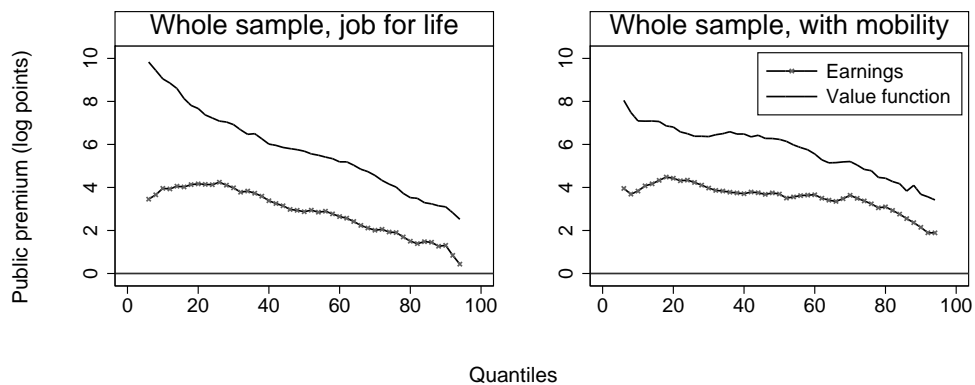 Whole sample, job for life
Whole sample, with mobility
Public premium (log points)
10
8
6
4
2
0
0 20 40 60 80 100
10
8
6
4
2
0
0 20 40 60 80 100
Earnings
Value function
Quantiles